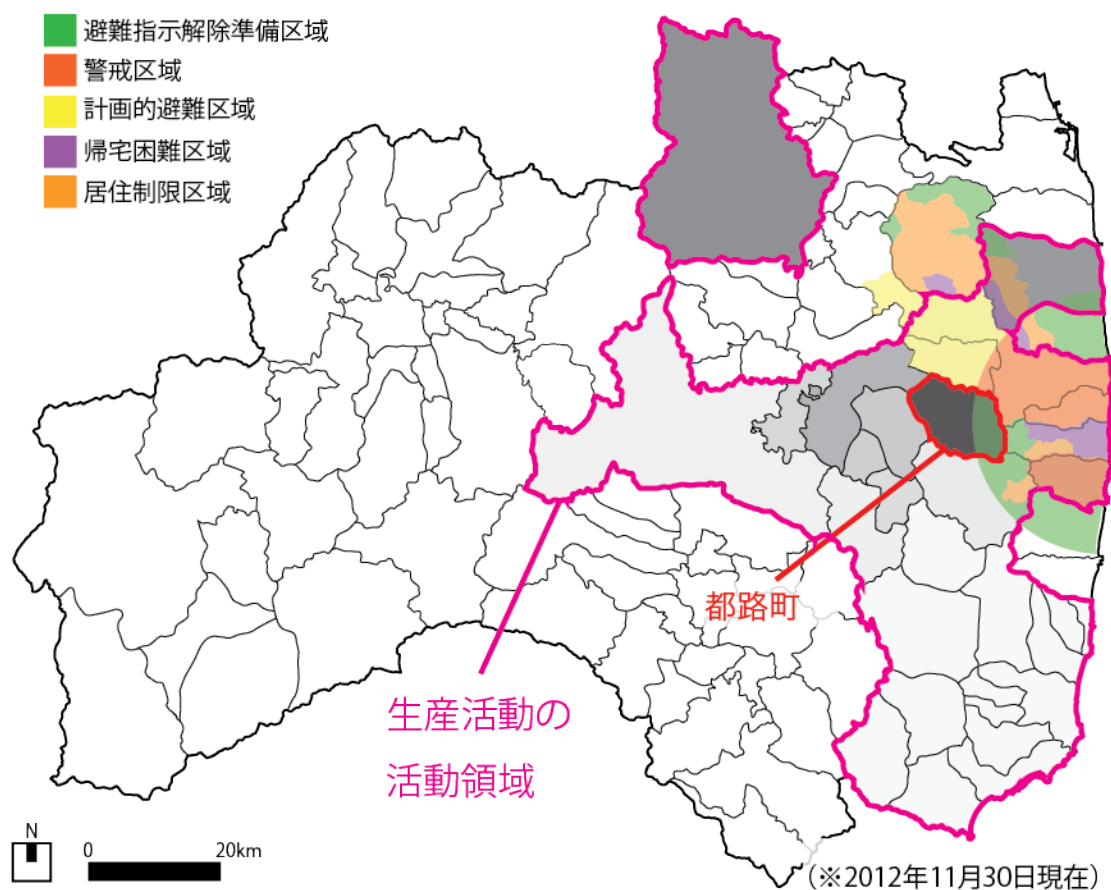 避難指示解除準備区域
警戒区域
計画的避難区域
帰宅困難区域
居住制限区域
都路町
生産活動の
活動領域
N
0 20km
(※2012年11月30日現在)